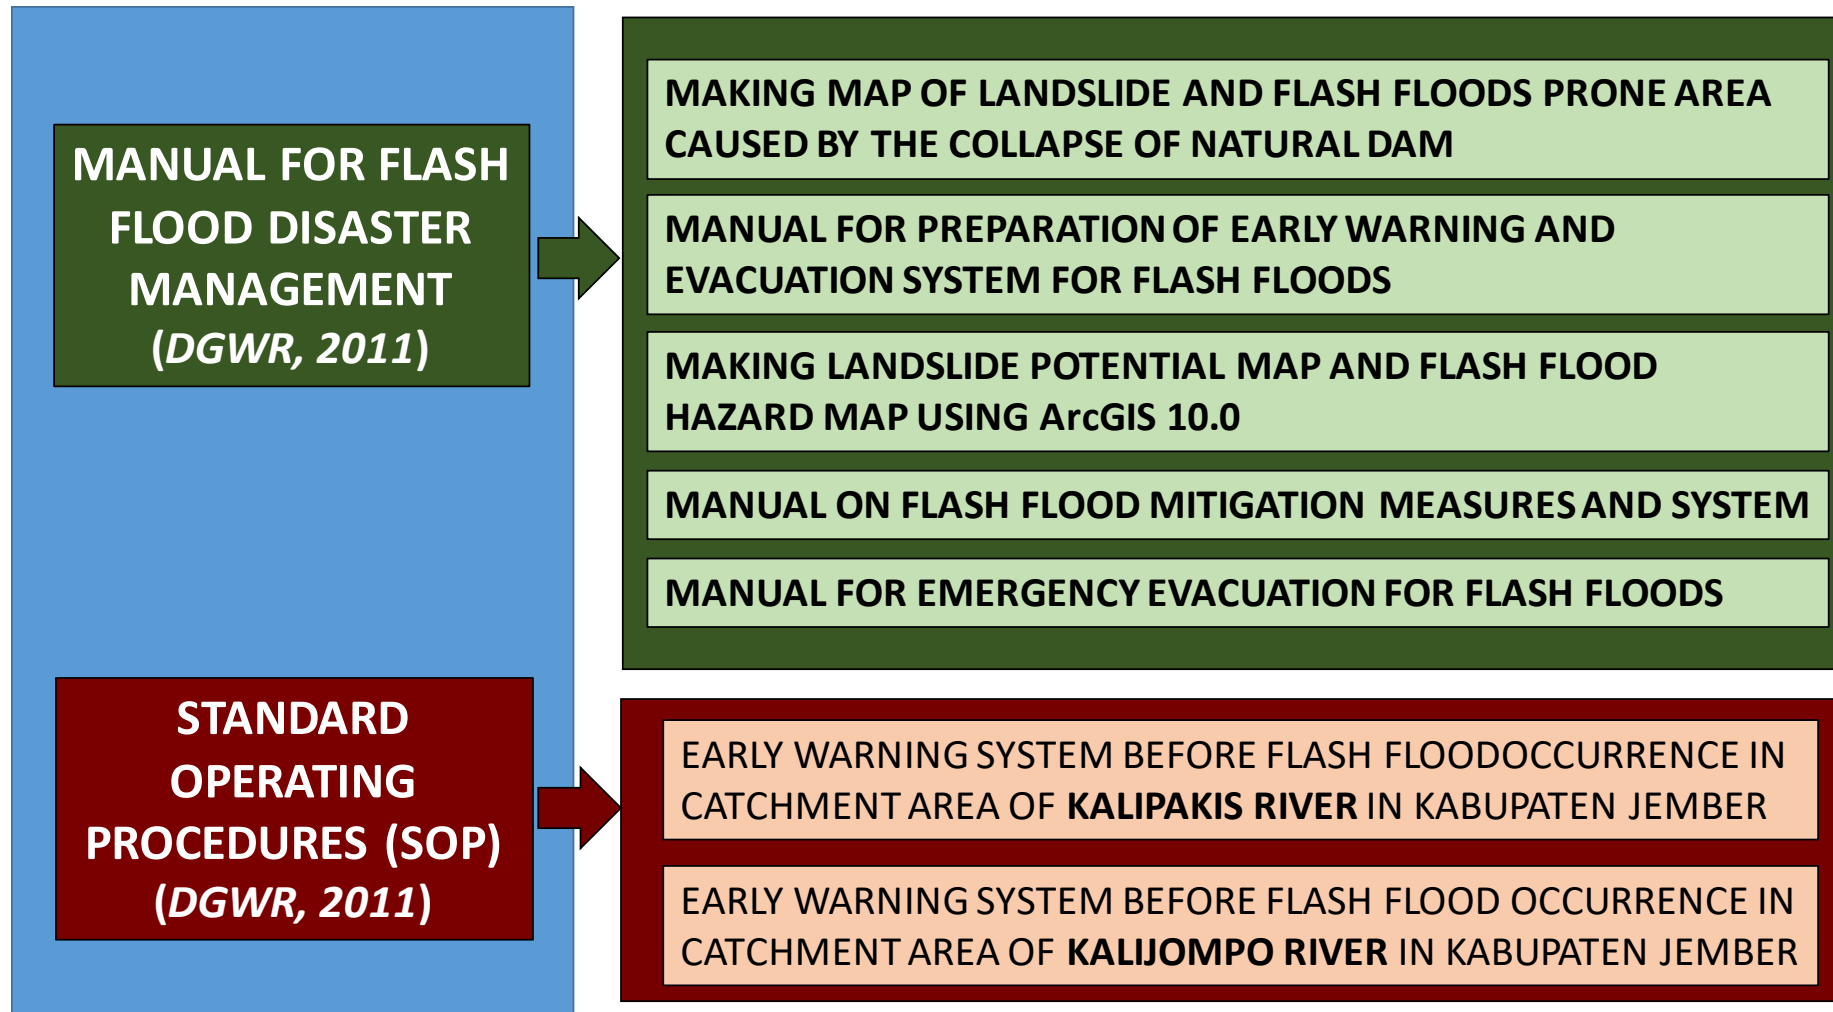 MANUAL FOR FLASH
FLOOD DISASTER
MANAGEMENT
(DGWR, 2011)
MAKING MAP OF LANDSLIDE AND FLASH FLOODS PRONE AREA
CAUSED BY THE COLLAPSE OF NATURAL DAM
MANUAL FOR PREPARATION OF EARLY WARNING AND
EVACUATION SYSTEM FOR FLASH FLOODS
MAKING LANDSLIDE POTENTIAL MAP AND FLASH FLOOD
HAZARD MAP USING ArcGIS 10.0
MANUAL ON FLASH FLOOD MITIGATION MEASURES AND SYSTEM
MANUAL FOR EMERGENCY EVACUATION FOR FLASH FLOODS
STANDARD
OPERATING
PROCEDURES (SOP)
(DGWR, 2011)
EARLY WARNING SYSTEM BEFORE FLASH FLOODOCCURRENCE IN
CATCHMENT AREA OF KALIPAKIS RIVER IN KABUPATEN JEMBER
EARLY WARNING SYSTEM BEFORE FLASH FLOOD OCCURRENCE IN
CATCHMENT AREA OF KALIJOMPO RIVER IN KABUPATEN JEMBER